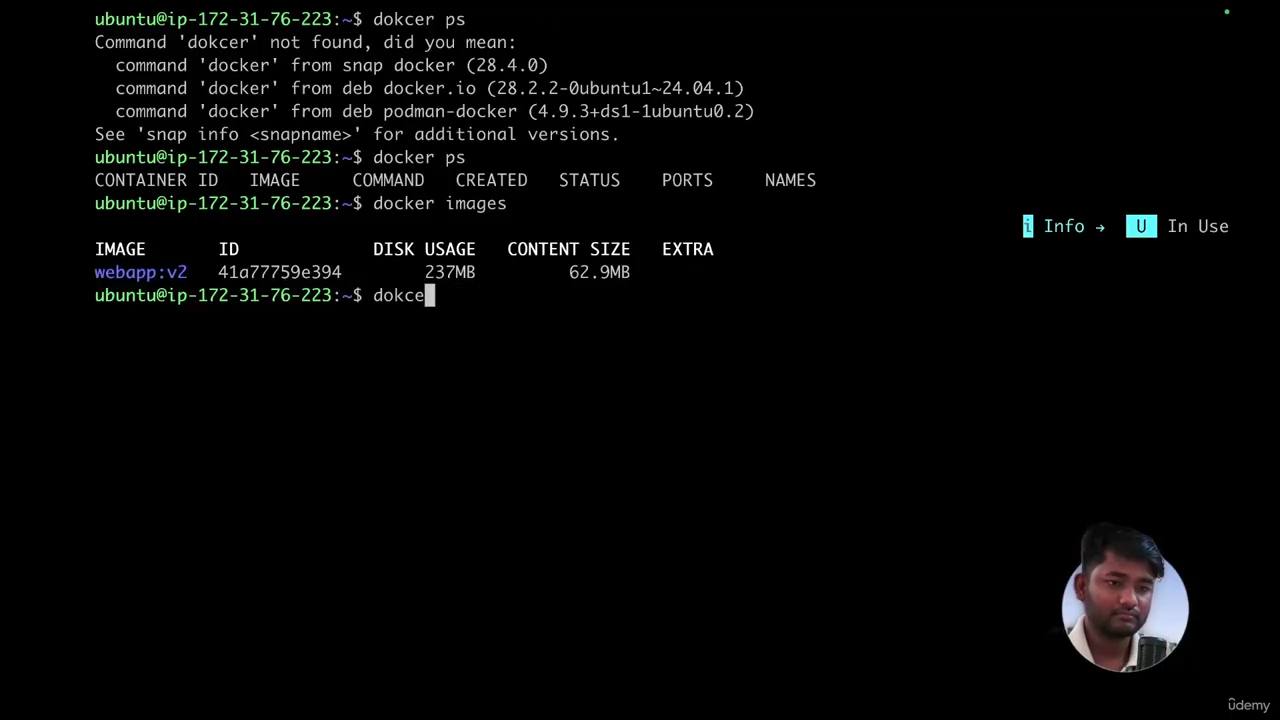 ubuntu@ip-172-31-76-223:~$ dokcer ps
Command 'dokcer' not found, did you mean:
  command 'docker' from snap docker (28.4.0)
  command 'docker' from deb docker.io (28.2.2-0ubuntu1~24.04.1)
  command 'docker' from deb podman-docker (4.9.3+ds1-1ubuntu0.2)
See 'snap info <snapname>' for additional versions.
ubuntu@ip-172-31-76-223:~$ docker ps
CONTAINER ID   IMAGE     COMMAND   CREATED   STATUS    PORTS     NAMES
ubuntu@ip-172-31-76-223:~$ docker images
i Info →   U In Use
IMAGE       ID             DISK USAGE   CONTENT SIZE   EXTRA
webapp:v2   41a77759e394        237MB         62.9MB
ubuntu@ip-172-31-76-223:~$ dokce
ûdemy